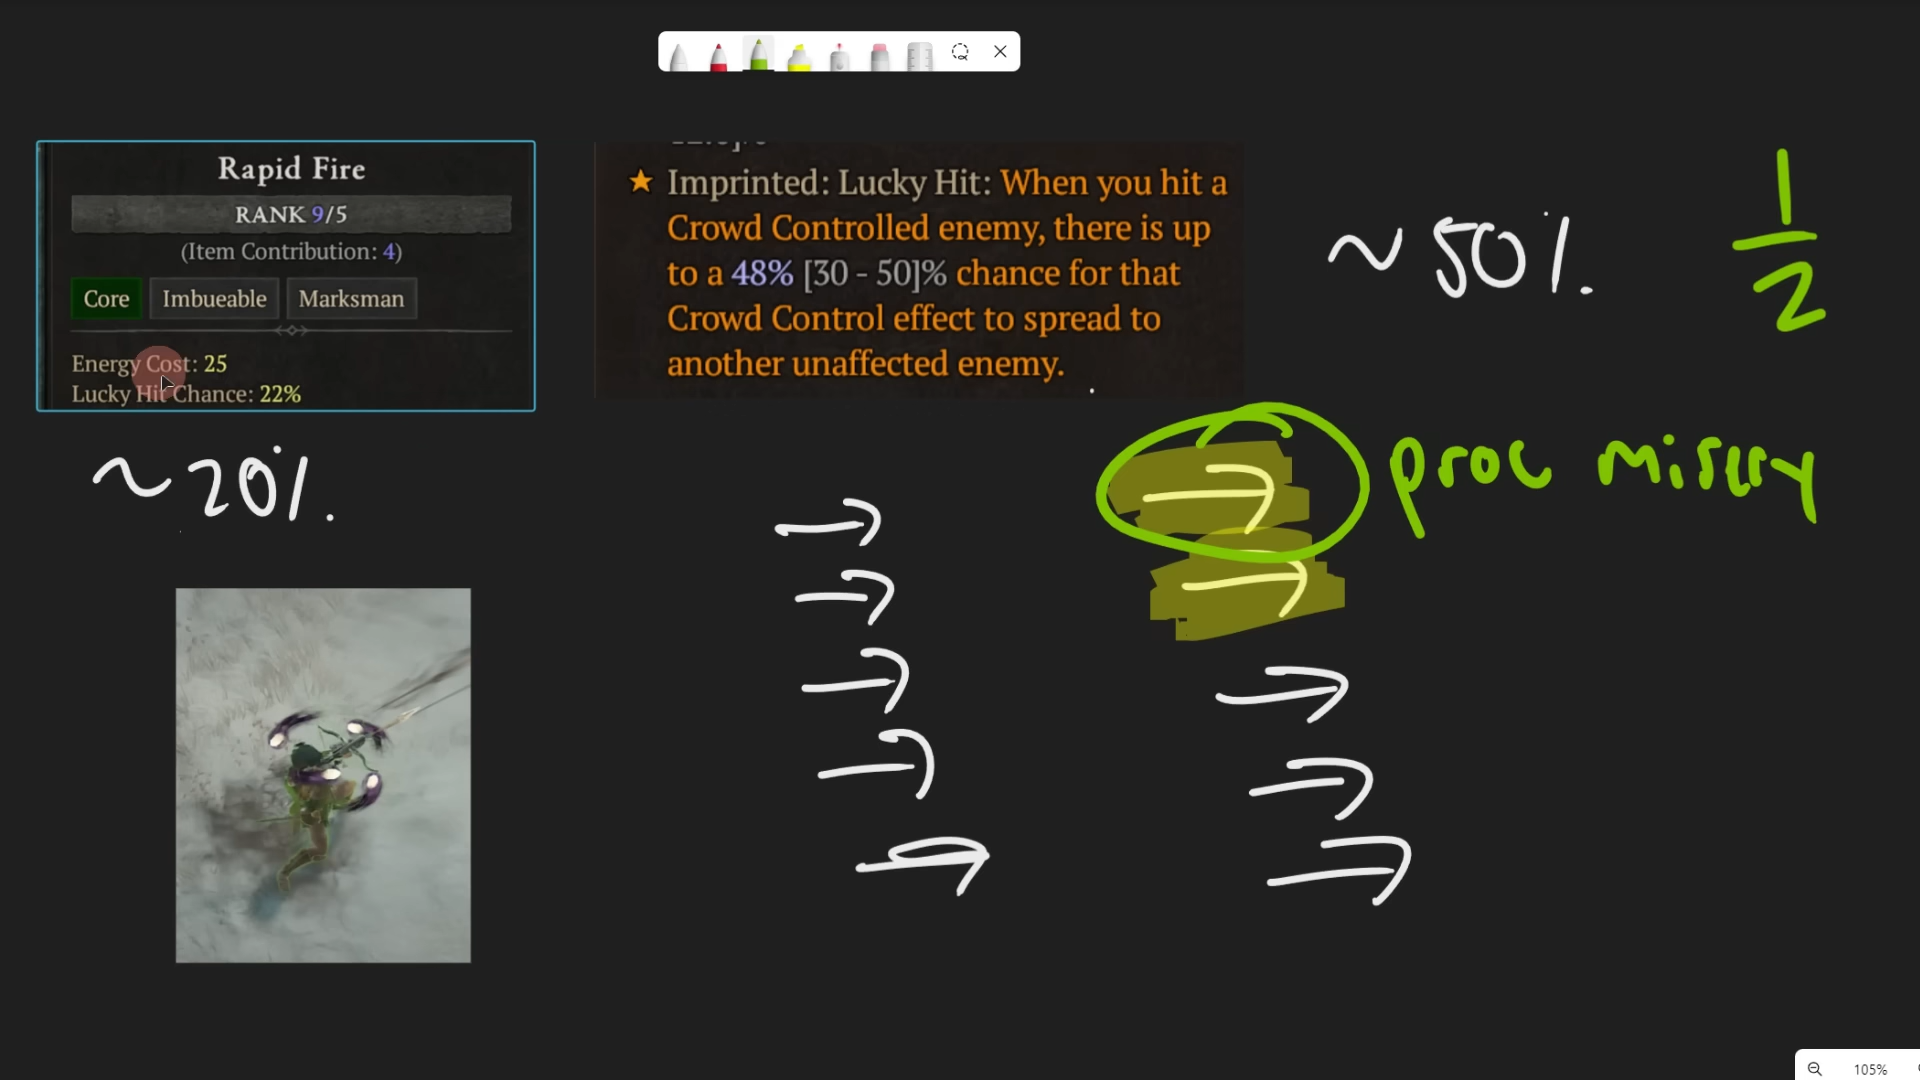 Rapid Fire
RANK 9/5
(Item Contribution: 4)
Core Imbueable Marksman
Energy Cost: 25
Lucky Hit Chance: 22%
~20%.
★ Imprinted: Lucky Hit: When you hit a
Crowd Controlled enemy, there is up
to a 48% [30 - 50]% chance for that
Crowd Control effect to spread to
another unaffected enemy.
~50%.
1
2
proc misery
105%